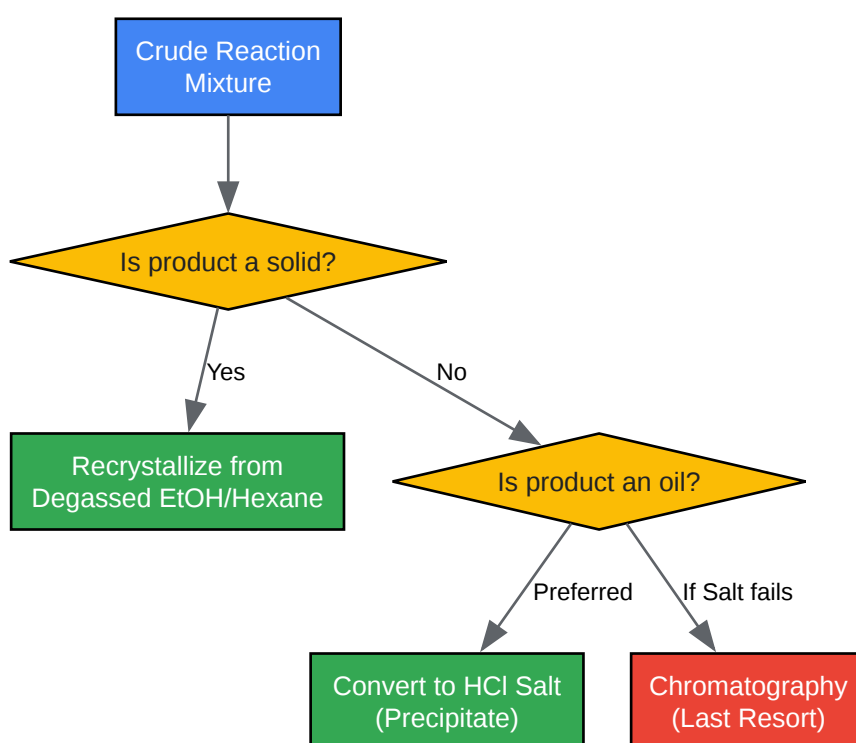 Crude Reaction
Mixture
Is product a solid?
Yes
No
Recrystallize from
Degassed EtOH/Hexane
Is product an oil?
Preferred
If Salt fails
Convert to HCl Salt
(Precipitate)
Chromatography
(Last Resort)